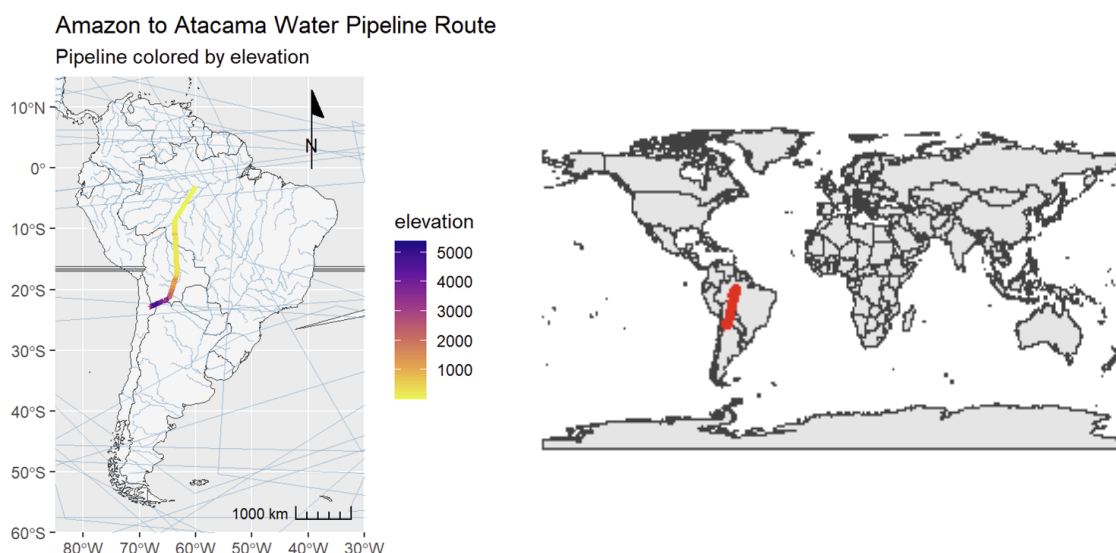 Amazon to Atacama Water Pipeline Route
Pipeline colored by elevation
10°N
0°
10°S
20°S
30°S
40°S
50°S
60°S
N
1000 km
80°W 70°W 60°W 50°W 40°W 30°W
elevation
5000
4000
3000
2000
1000